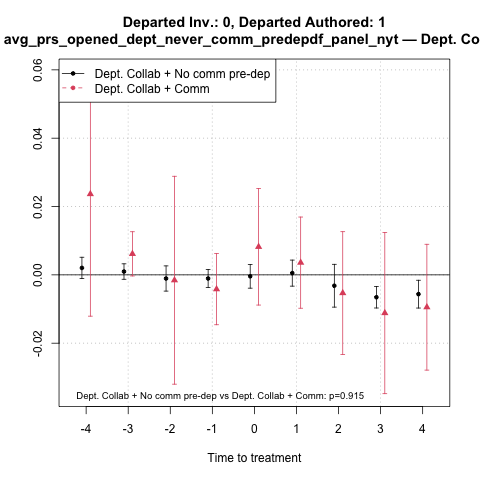 Departed Inv.: 0, Departed Authored: 1
avg_prs_opened_dept_never_comm_predepdf_panel_nyt — Dept. Co
0.06
Dept. Collab + No comm pre-dep
Dept. Collab + Comm
0.04
0.02
0.00
-0.02
Dept. Collab + No comm pre-dep vs Dept. Collab + Comm: p=0.915
-4 -3 -2 -1 0 1 2 3 4
Time to treatment